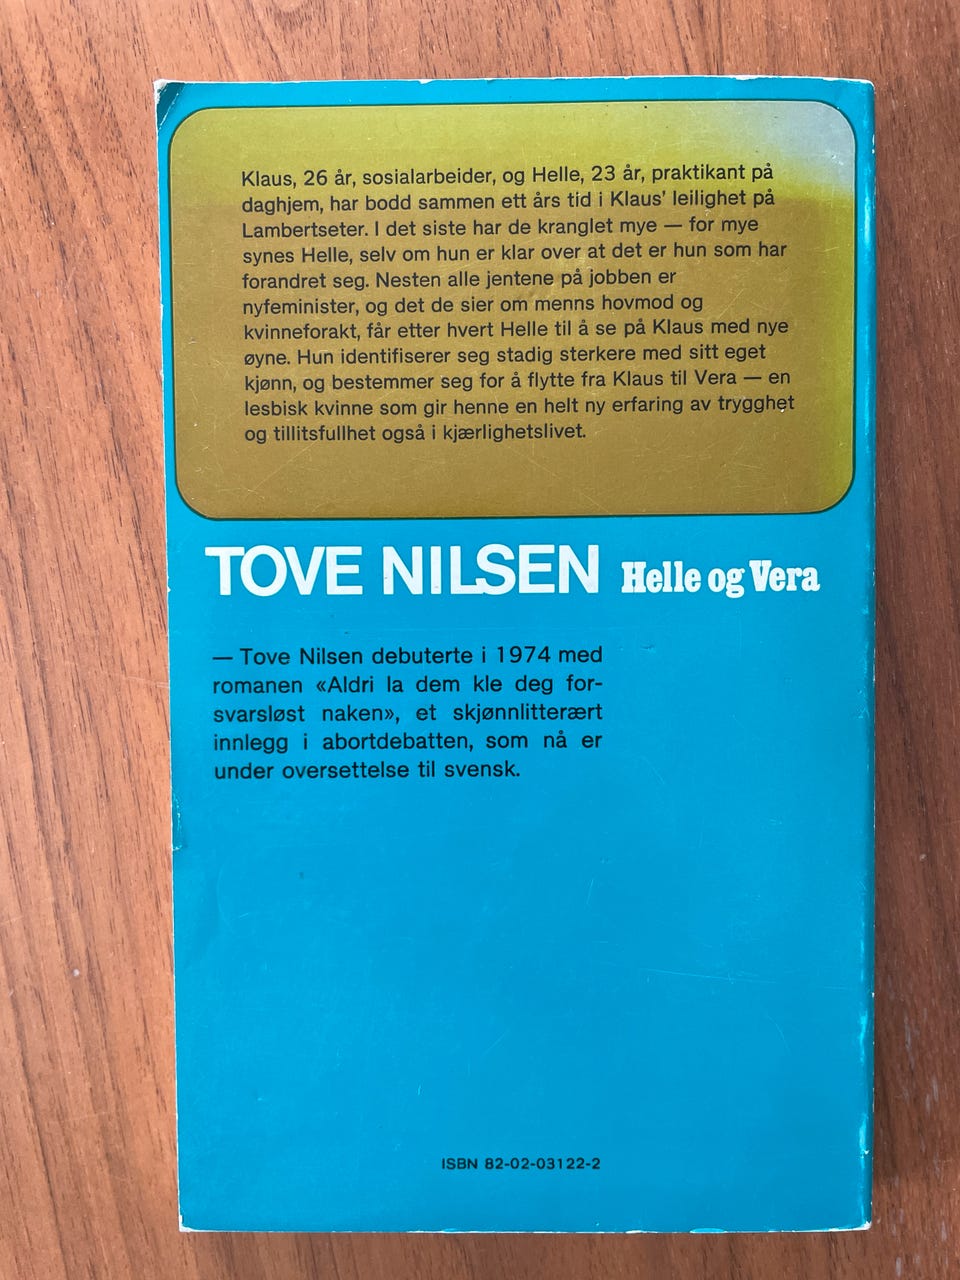 Klaus, 26 år, sosialarbeider, og Helle, 23 år, praktikant på
daghjem, har bodd sammen ett års tid i Klaus' leilighet på
Lambertseter. I det siste har de kranglet mye — for mye
synes Helle, selv om hun er klar over at det er hun som har
forandret seg. Nesten alle jentene på jobben er
nyfeminister, og det de sier om menns hovmod og
kvinneforakt, får etter hvert Helle til å se på Klaus med nye
øyne. Hun identifiserer seg stadig sterkere med sitt eget
kjønn, og bestemmer seg for å flytte fra Klaus til Vera — en
lesbisk kvinne som gir henne en helt ny erfaring av trygghet
og tillitsfullhet også i kjærlighetslivet.
TOVE NILSEN Helle og Vera
— Tove Nilsen debuterte i 1974 med
romanen «Aldri la dem kle deg for-
svarsløst naken», et skjønnlitterært
innlegg i abortdebatten, som nå er
under oversettelse til svensk.
ISBN 82-02-03122-2